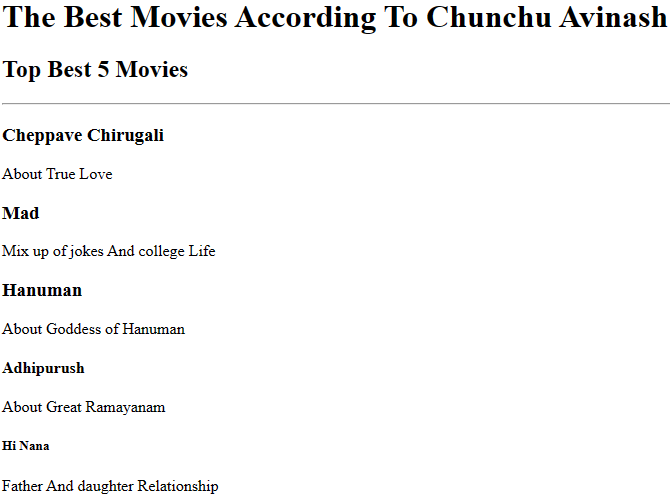 The Best Movies According To Chunchu Avinash
Top Best 5 Movies
Cheppave Chirugali
About True Love
Mad
Mix up of jokes And college Life
Hanuman
About Goddess of Hanuman
Adhipurush
About Great Ramayanam
Hi Nana
Father And daughter Relationship